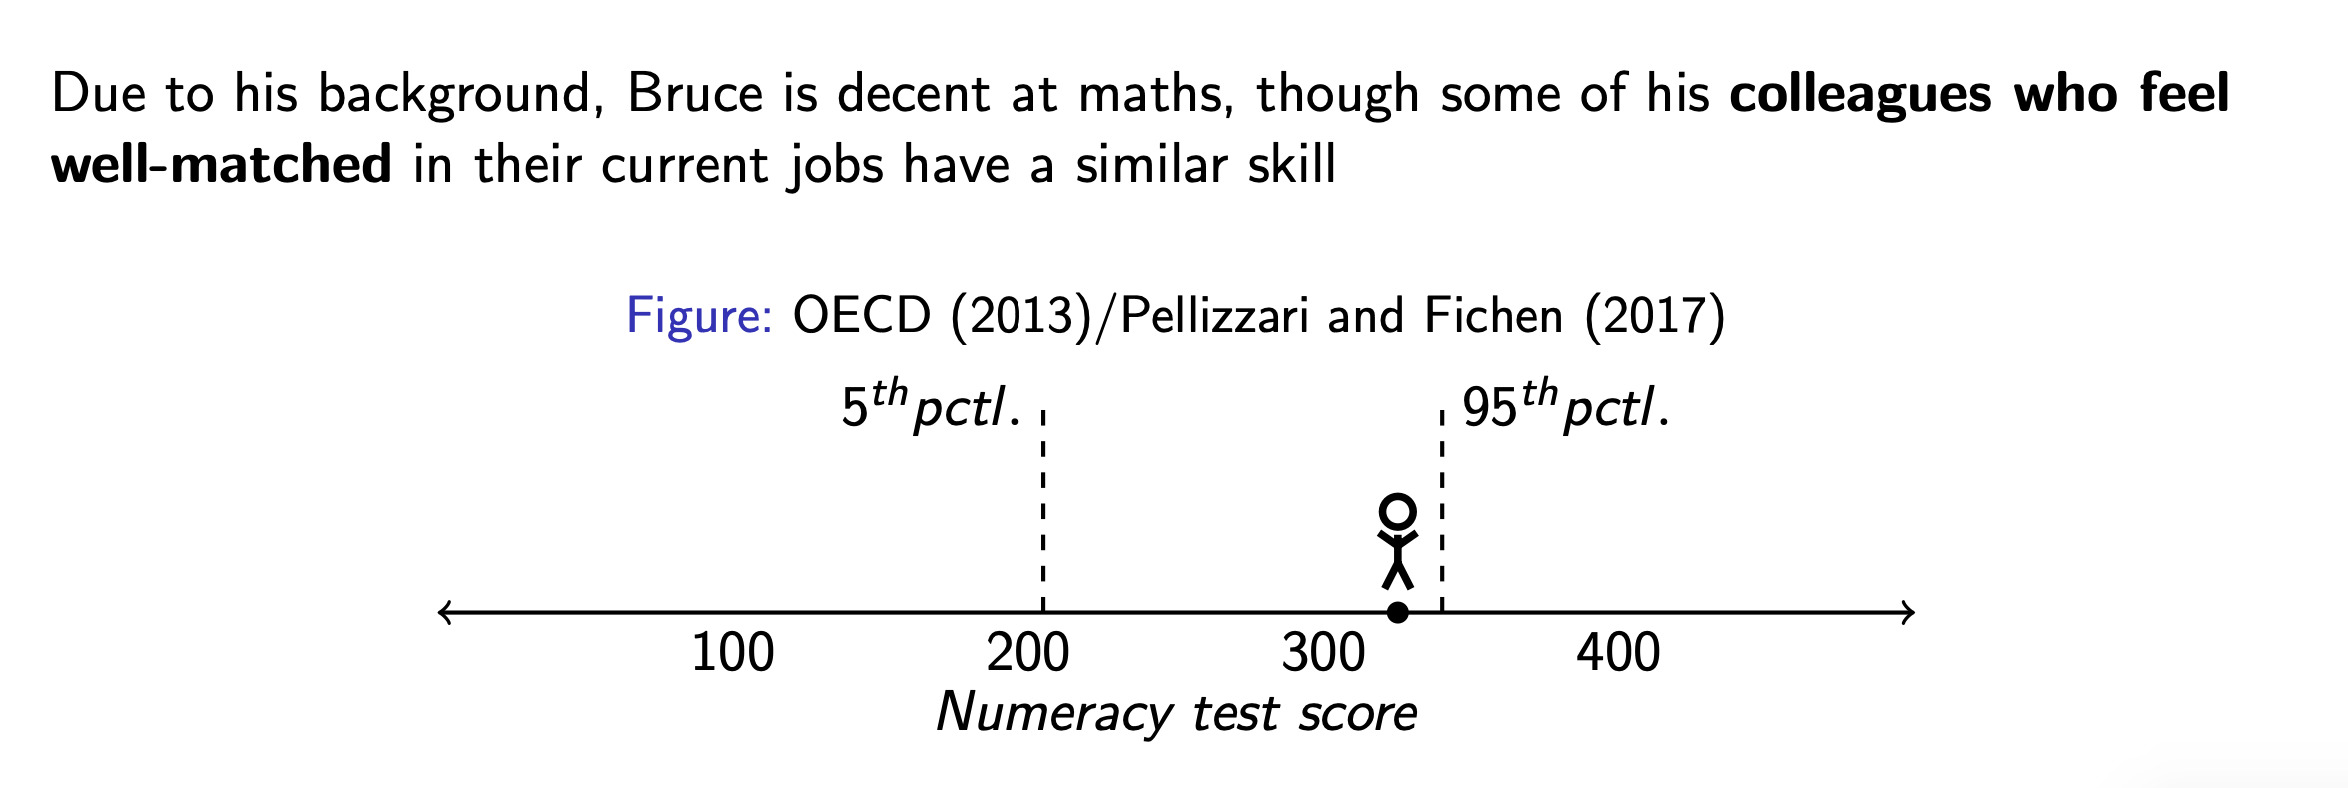 Due to his background, Bruce is decent at maths, though some of his colleagues who feel
well-matched in their current jobs have a similar skill
Figure: OECD (2013)/Pellizzari and Fichen (2017)
5th pctl. 95th pctl.
100 200 300 400
Numeracy test score